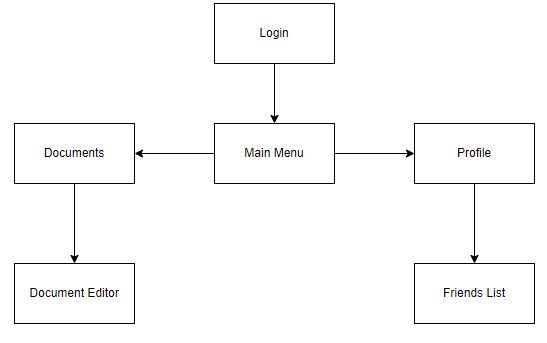 Login
Documents
Main Menu
Profile
Document Editor
Friends List